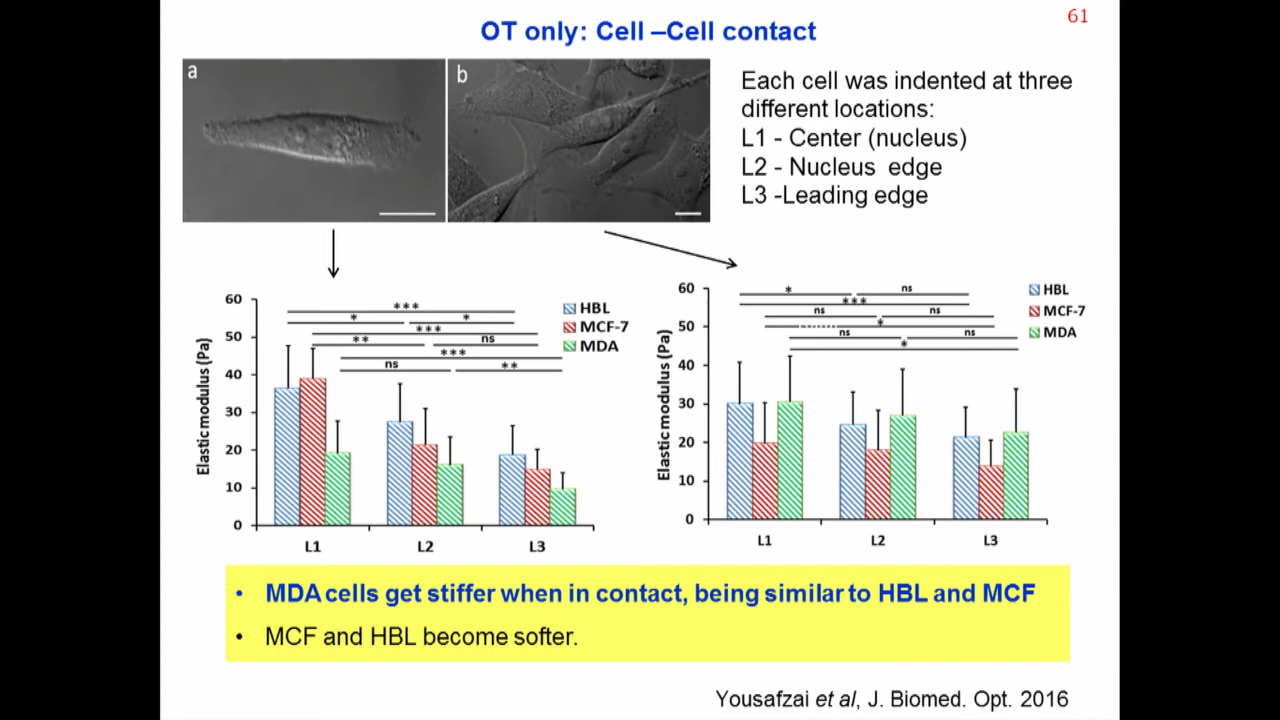 61
OT only: Cell –Cell contact
a
b
Each cell was indented at three
different locations:
L1 - Center (nucleus)
L2 - Nucleus edge
L3 -Leading edge
Elastic modulus (Pa)
60
50
40
30
20
10
0
***
*
*
***
**
ns
***
ns
**
HBL
MCF-7
MDA
L1
L2
L3
Elastic modulus (Pa)
60
50
40
30
20
10
0
*
ns
***
ns
ns
*
ns
ns
*
HBL
MCF-7
MDA
L1
L2
L3
• MDA cells get stiffer when in contact, being similar to HBL and MCF
• MCF and HBL become softer.
Yousafzai et al, J. Biomed. Opt. 2016